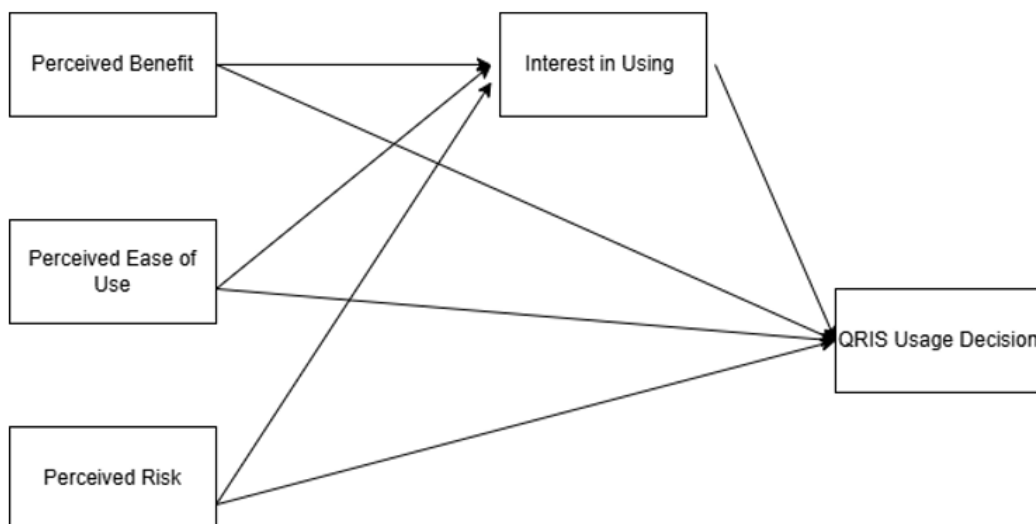 Perceived Benefit
Interest in Using
Perceived Ease of
Use
QRIS Usage Decision
Perceived Risk